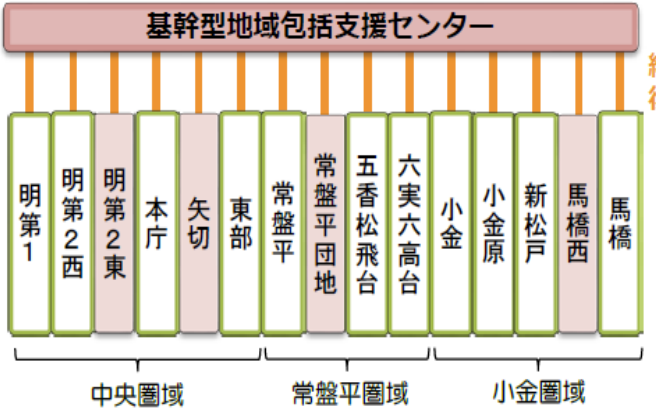 基幹型地域包括支援センター
明第1
明第2西
明第2東
本庁
矢切
東部
常盤平
常盤平団地
五香松飛台
六実六高台
小金
小金原
新松戸
馬橋西
馬橋
中央圏域
常盤平圏域
小金圏域